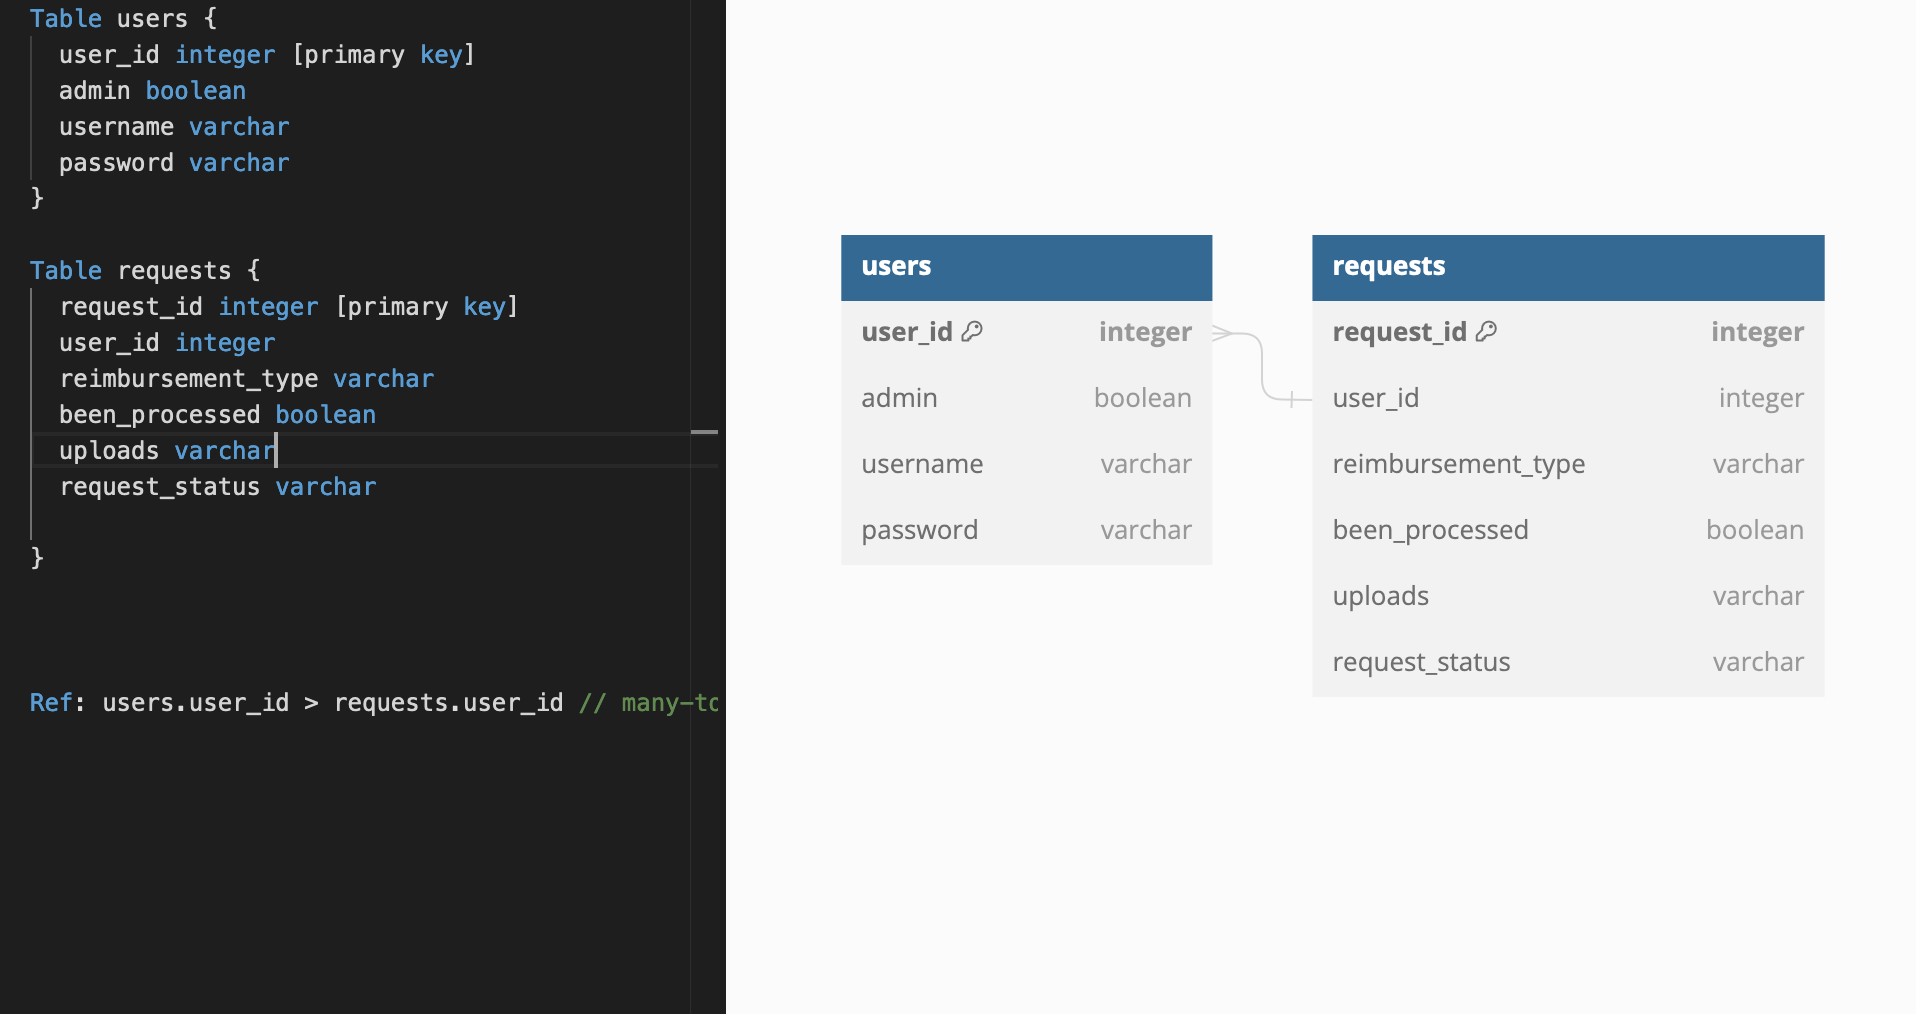 Table users {
user_id integer [primary key]
admin boolean
username varchar
password varchar
}
Table requests {
request_id integer [primary key]
user_id integer
reimbursement_type varchar
been_processed boolean
uploads varchar
request_status varchar
}
Ref: users.user_id > requests.user_id // many-to
users
user_id integer
admin boolean
username varchar
password varchar
requests
request_id integer
user_id integer
reimbursement_type varchar
been_processed boolean
uploads varchar
request_status varchar